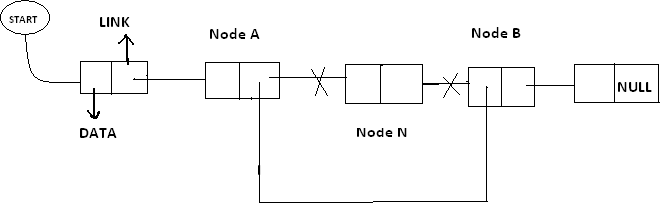 START
LINK
DATA
Node A
Node N
Node B
NULL